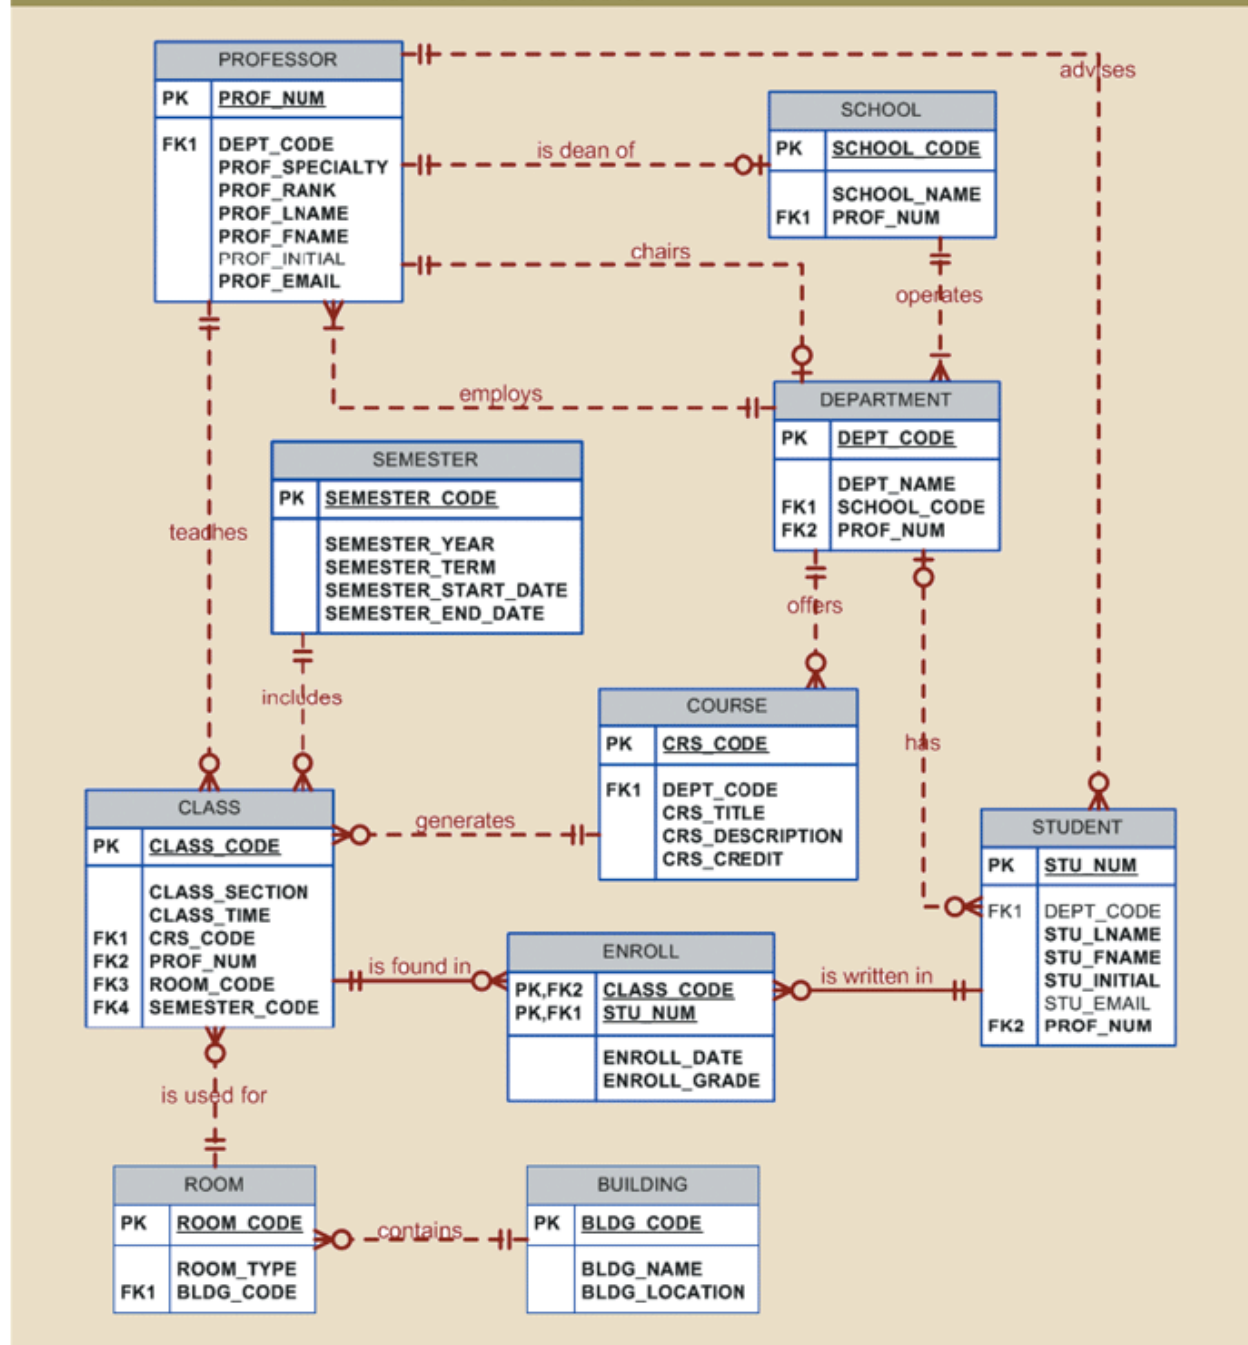 PROFESSOR
PK PROF_NUM
FK1 DEPT_CODE
PROF_SPECIALTY
PROF_RANK
PROF_LNAME
PROF_FNAME
PROF_INITIAL
PROF_EMAIL
advises
is dean of
SCHOOL
PK SCHOOL_CODE
SCHOOL_NAME
FK1 PROF_NUM
chairs
operates
employs
DEPARTMENT
PK DEPT_CODE
DEPT_NAME
FK1 SCHOOL_CODE
FK2 PROF_NUM
SEMESTER
PK SEMESTER_CODE
SEMESTER_YEAR
SEMESTER_TERM
SEMESTER_START_DATE
SEMESTER_END_DATE
teaches
offers
includes
has
COURSE
PK CRS_CODE
FK1 DEPT_CODE
CRS_TITLE
CRS_DESCRIPTION
CRS_CREDIT
generates
CLASS
PK CLASS_CODE
CLASS_SECTION
CLASS_TIME
FK1 CRS_CODE
FK2 PROF_NUM
FK3 ROOM_CODE
FK4 SEMESTER_CODE
STUDENT
PK STU_NUM
FK1 DEPT_CODE
STU_LNAME
STU_FNAME
STU_INITIAL
STU_EMAIL
FK2 PROF_NUM
is found in
ENROLL
PK,FK2 CLASS_CODE
PK,FK1 STU_NUM
ENROLL_DATE
ENROLL_GRADE
is written in
is used for
ROOM
PK ROOM_CODE
ROOM_TYPE
FK1 BLDG_CODE
contains
BUILDING
PK BLDG_CODE
BLDG_NAME
BLDG_LOCATION